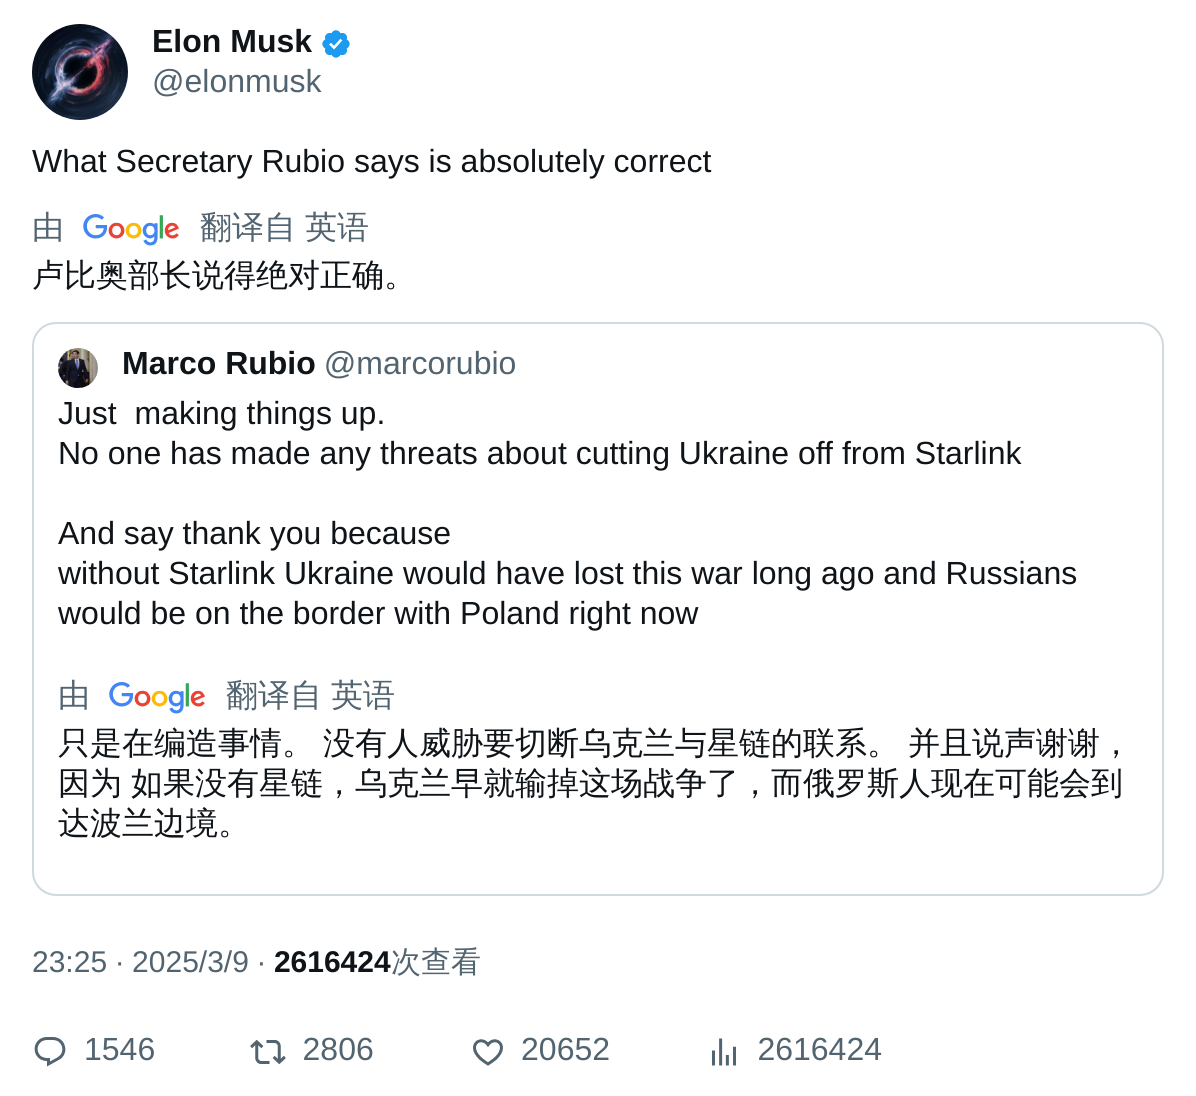 Elon Musk
@elonmusk
What Secretary Rubio says is absolutely correct
由 Google 翻译自 英语
卢比奥部长说得绝对正确。
Marco Rubio @marcorubio
Just  making things up.
No one has made any threats about cutting Ukraine off from Starlink
And say thank you because
without Starlink Ukraine would have lost this war long ago and Russians
would be on the border with Poland right now
由 Google 翻译自 英语
只是在编造事情。 没有人威胁要切断乌克兰与星链的联系。 并且说声谢谢，
因为 如果没有星链，乌克兰早就输掉这场战争了，而俄罗斯人现在可能会到
达波兰边境。
23:25 · 2025/3/9 · 2616424次查看
1546 2806 20652 2616424